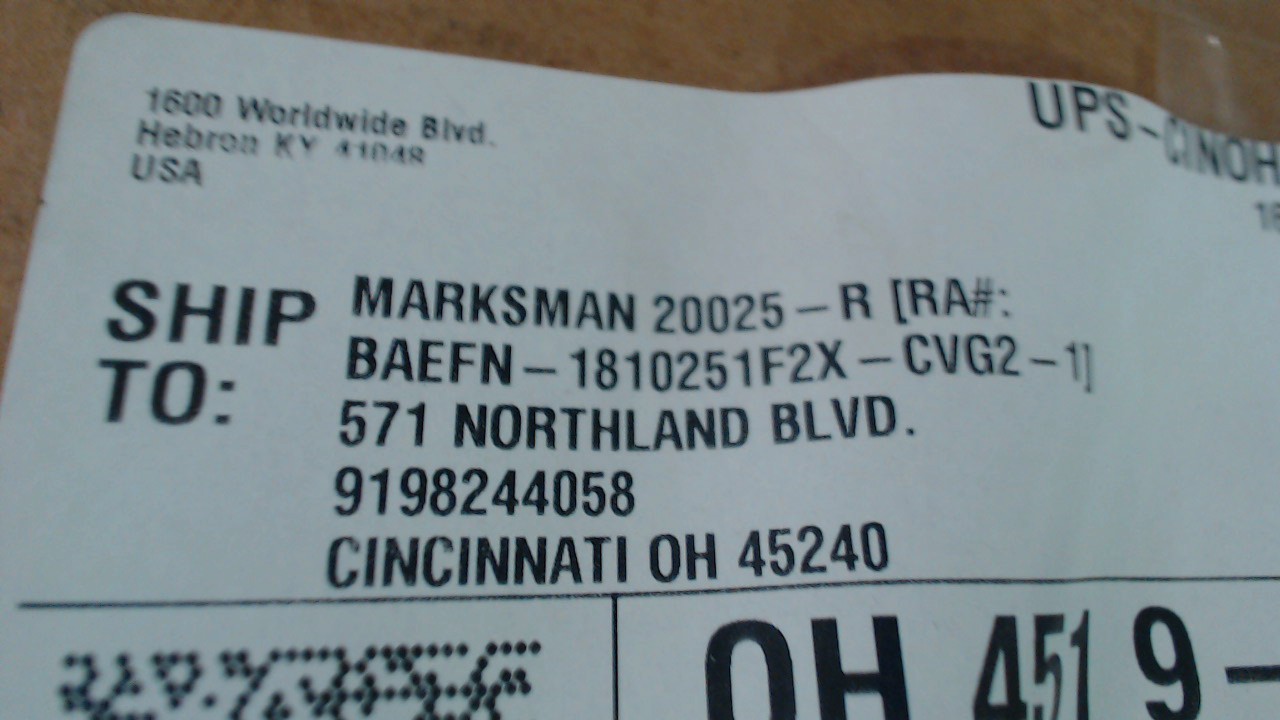 1600 Worldwide Blvd.
Hebron KY 41048
USA
UPS-CINOH
SHIP TO:
MARKSMAN 20025-R [RA#:
BAEFN-1810251F2X-CVG2-1]
571 NORTHLAND BLVD.
9198244058
CINCINNATI OH 45240
OH 451 9-